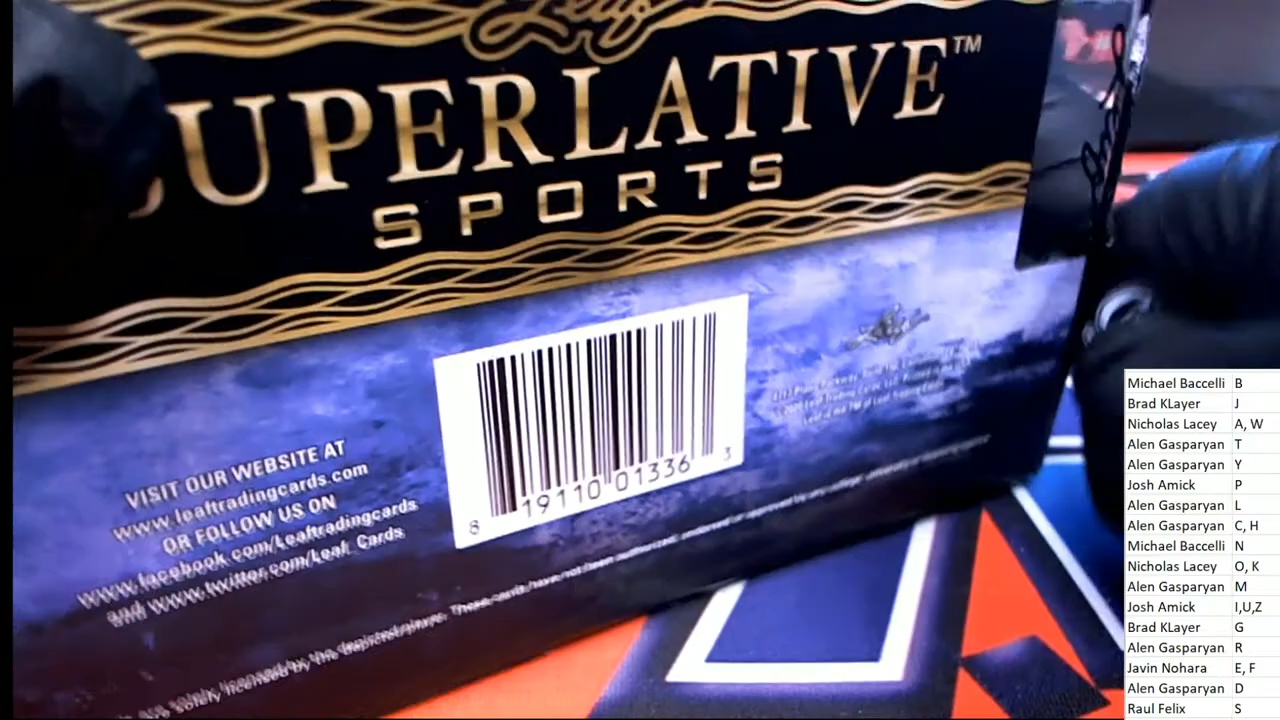 Leaf
SUPERLATIVE™
SPORTS
VISIT OUR WEBSITE AT
www.leaftradingcards.com
OR FOLLOW US ON
www.facebook.com/leaftradingcards
and www.twitter.com/Leaf_Cards
8 19110 01336 3
Michael Baccelli B
Brad KLayer J
Nicholas Lacey A, W
Alen Gasparyan T
Alen Gasparyan Y
Josh Amick P
Alen Gasparyan L
Alen Gasparyan C, H
Michael Baccelli N
Nicholas Lacey O, K
Alen Gasparyan M
Josh Amick I,U,Z
Brad KLayer G
Alen Gasparyan R
Javin Nohara E, F
Alen Gasparyan D
Raul Felix S